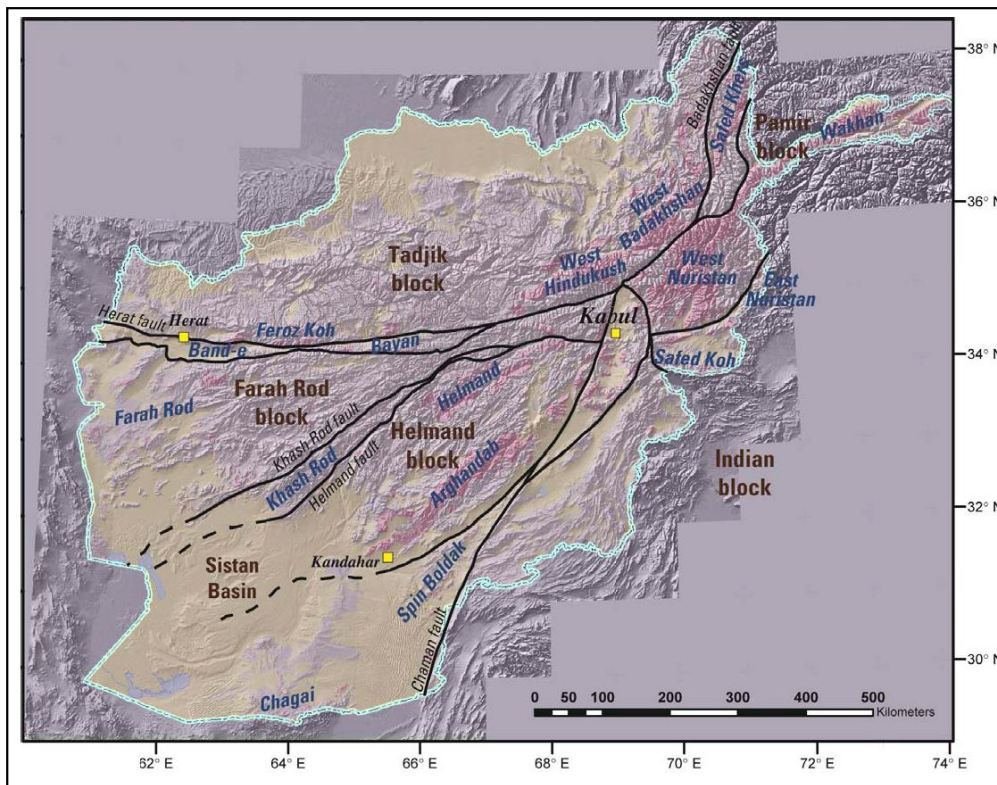 38° N
36° N
34° N
32° N
30° N
62° E
64° E
66° E
68° E
70° E
72° E
74° E
Badakhshan fault
Safed Khers
Pamir
block
Wakhan
West
Badakhshan
Tadjik
block
West
Hindukush
West
Nuristan
East
Nuristan
Herat fault
Herat
Feroz Koh
Kabul
Band-e
Bayan
Safed Koh
Farah Rod
Farah Rod
block
Helmand
Khash Rod fault
Helmand
block
Khash Rod
Helmand fault
Arghandab
Indian
block
Sistan
Basin
Kandahar
Spin Boldak
Chaman fault
Chagai
0 50 100 200 300 400 500
Kilometers